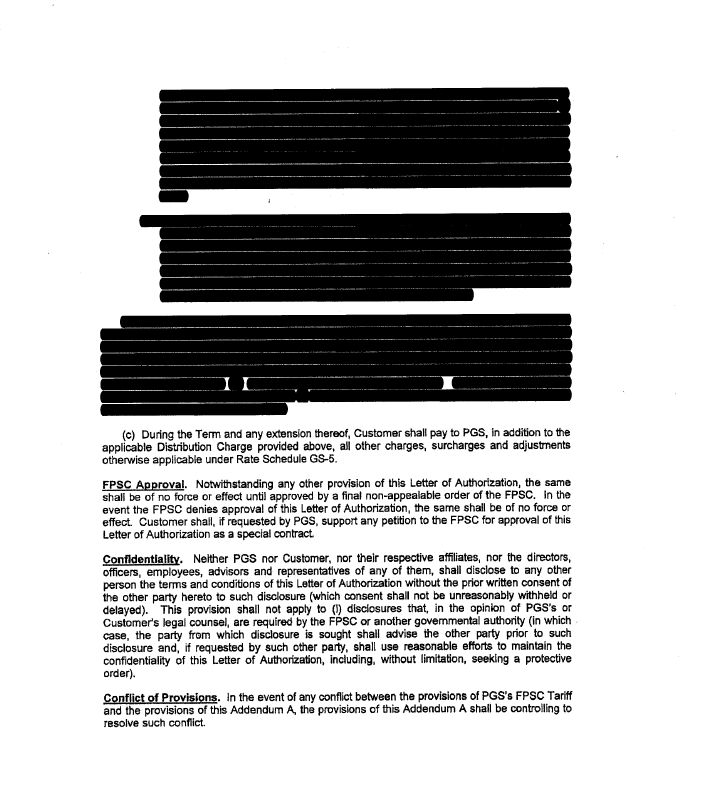 (c) During the Term and any extension thereof, Customer shall pay to PGS, in addition to the
applicable Distribution Charge provided above, all other charges, surcharges and adjustments
otherwise applicable under Rate Schedule GS-5.
FPSC Approval. Notwithstanding any other provision of this Letter of Authorization, the same
shall be of no force or effect until approved by a final non-appealable order of the FPSC. In the
event the FPSC denies approval of this Letter of Authorization, the same shall be of no force or
effect. Customer shall, if requested by PGS, support any petition to the FPSC for approval of this
Letter of Authorization as a special contract.
Confidentiality. Neither PGS nor Customer, nor their respective affiliates, nor the directors,
officers, employees, advisors and representatives of any of them, shall disclose to any other
person the terms and conditions of this Letter of Authorization without the prior written consent of
the other party hereto to such disclosure (which consent shall not be unreasonably withheld or
delayed). This provision shall not apply to (i) disclosures that, in the opinion of PGS's or
Customer's legal counsel, are required by the FPSC or another governmental authority (in which
case, the party from which disclosure is sought shall advise the other party prior to such
disclosure and, if requested by such other party, shall use reasonable efforts to maintain the
confidentiality of this Letter of Authorization, including, without limitation, seeking a protective
order).
Conflict of Provisions. In the event of any conflict between the provisions of PGS's FPSC Tariff
and the provisions of this Addendum A, the provisions of this Addendum A shall be controlling to
resolve such conflict.